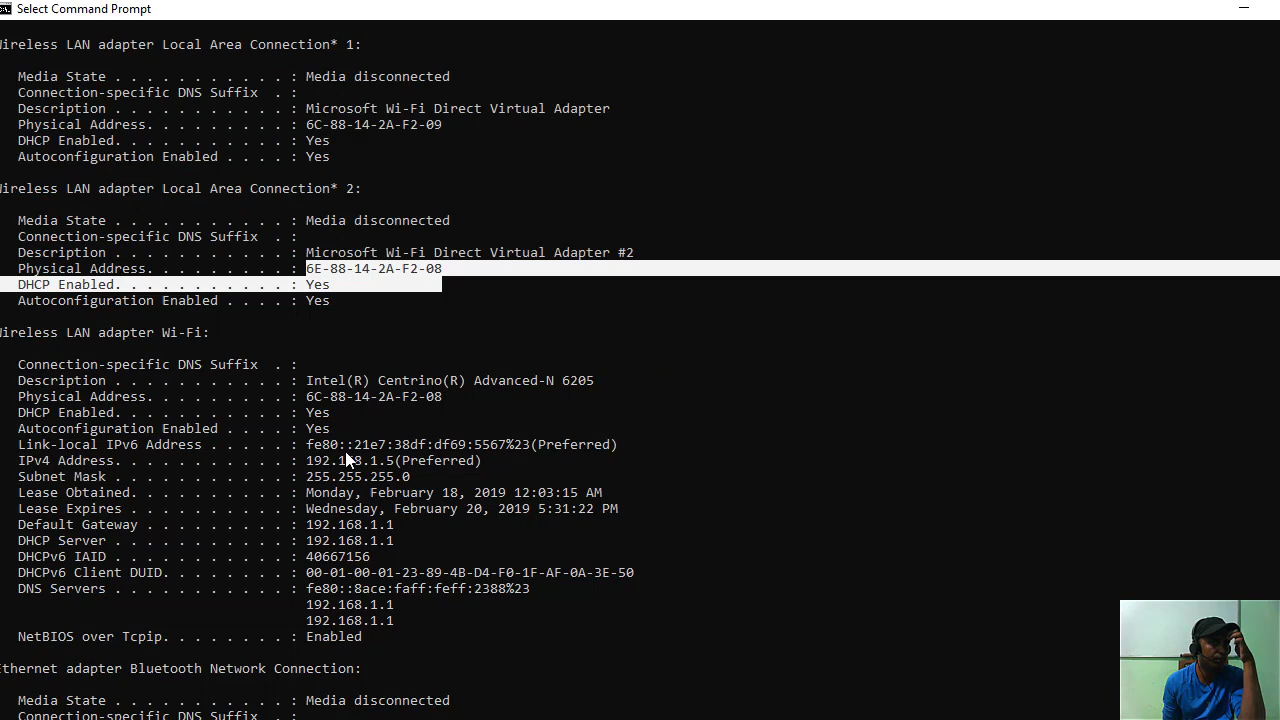 Select Command Prompt
Wireless LAN adapter Local Area Connection* 1:
Media State . . . . . . . . . . . : Media disconnected
Connection-specific DNS Suffix . :
Description . . . . . . . . . . . : Microsoft Wi-Fi Direct Virtual Adapter
Physical Address. . . . . . . . . : 6C-88-14-2A-F2-09
DHCP Enabled. . . . . . . . . . . : Yes
Autoconfiguration Enabled . . . . : Yes
Wireless LAN adapter Local Area Connection* 2:
Media State . . . . . . . . . . . : Media disconnected
Connection-specific DNS Suffix . :
Description . . . . . . . . . . . : Microsoft Wi-Fi Direct Virtual Adapter #2
Physical Address. . . . . . . . . : 6E-88-14-2A-F2-08
DHCP Enabled. . . . . . . . . . . : Yes
Autoconfiguration Enabled . . . . : Yes
Wireless LAN adapter Wi-Fi:
Connection-specific DNS Suffix . :
Description . . . . . . . . . . . : Intel(R) Centrino(R) Advanced-N 6205
Physical Address. . . . . . . . . : 6C-88-14-2A-F2-08
DHCP Enabled. . . . . . . . . . . : Yes
Autoconfiguration Enabled . . . . : Yes
Link-local IPv6 Address . . . . . : fe80::21e7:38df:df69:5567%23(Preferred)
IPv4 Address. . . . . . . . . . . : 192.168.1.5(Preferred)
Subnet Mask . . . . . . . . . . . : 255.255.255.0
Lease Obtained. . . . . . . . . . : Monday, February 18, 2019 12:03:15 AM
Lease Expires . . . . . . . . . . : Wednesday, February 20, 2019 5:31:22 PM
Default Gateway . . . . . . . . . : 192.168.1.1
DHCP Server . . . . . . . . . . . : 192.168.1.1
DHCPv6 IAID . . . . . . . . . . . : 40667156
DHCPv6 Client DUID. . . . . . . . : 00-01-00-01-23-89-4B-D4-F0-1F-AF-0A-3E-50
DNS Servers . . . . . . . . . . . : fe80::8ace:faff:feff:2388%23
192.168.1.1
192.168.1.1
NetBIOS over Tcpip. . . . . . . . : Enabled
Ethernet adapter Bluetooth Network Connection:
Media State . . . . . . . . . . . : Media disconnected
Connection-specific DNS Suffix . :